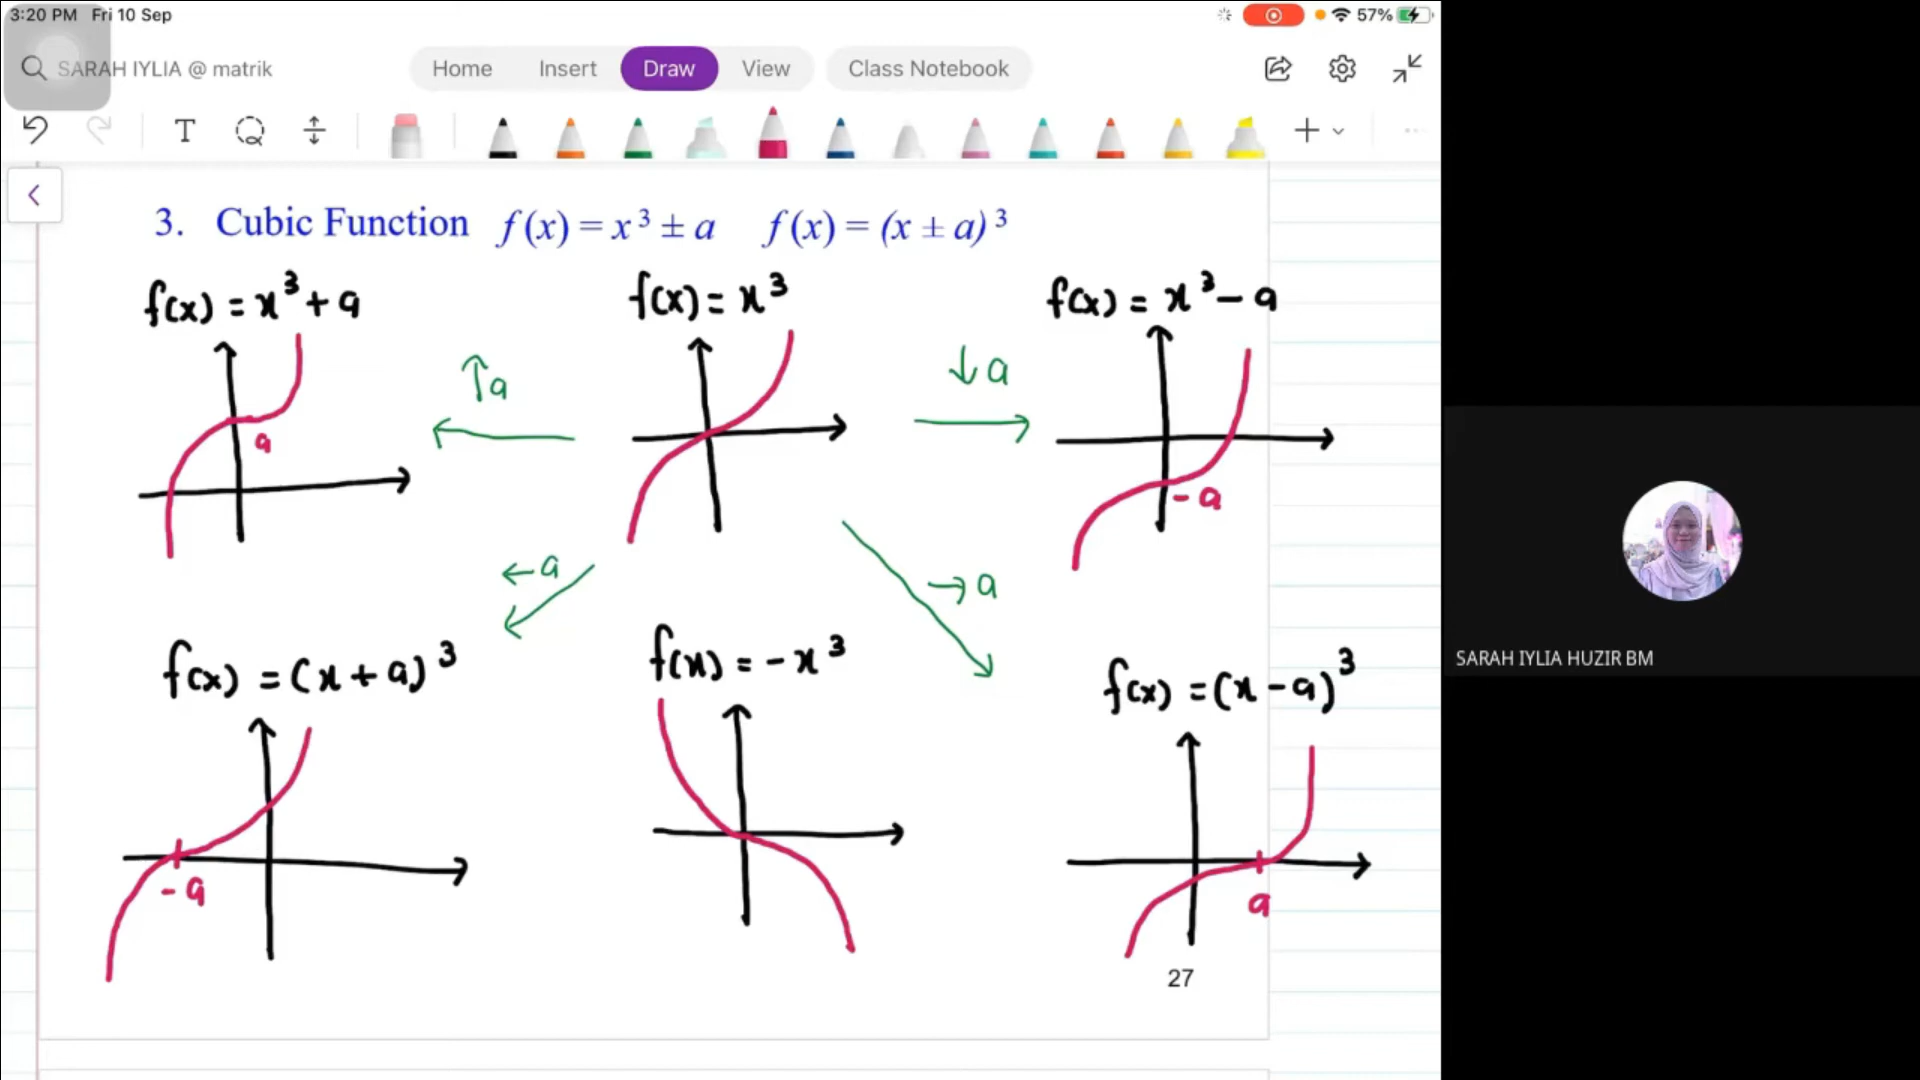 3:20 PM Fri 10 Sep
57%
SARAH IYLIA @ matrik
Home Insert Draw View Class Notebook
T
3. Cubic Function f(x) = x³ ± a f(x) = (x ± a)³
f(x) = x³ + a
f(x) = x³
f(x) = x³ - a
↑a
↓a
a
-a
←a
→a
f(x) = (x + a)³
f(x) = -x³
f(x) = (x - a)³
-a
a
27
SARAH IYLIA HUZIR BM